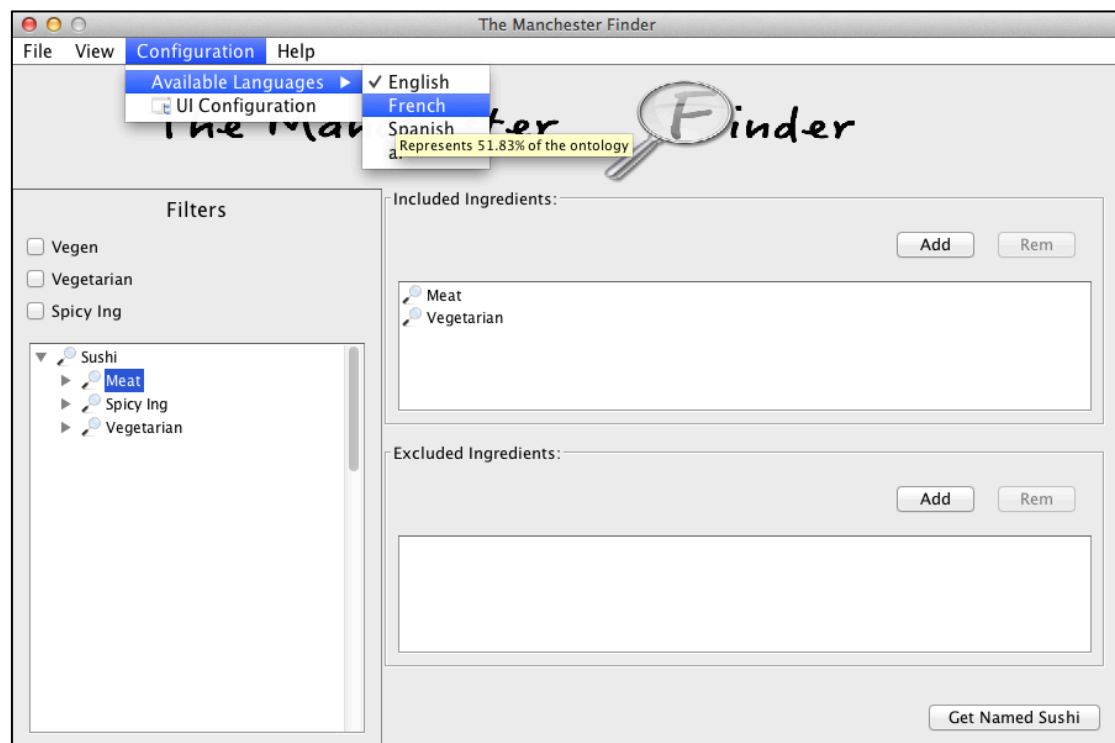 The Manchester Finder
File View Configuration Help
Available Languages
UI Configuration
English
French
Spanish
Represents 51.83% of the ontology
The Finder
Filters
Vegen
Vegetarian
Spicy Ing
Sushi
Meat
Spicy Ing
Vegetarian
Included Ingredients:
Add Rem
Meat
Vegetarian
Excluded Ingredients:
Add Rem
Get Named Sushi